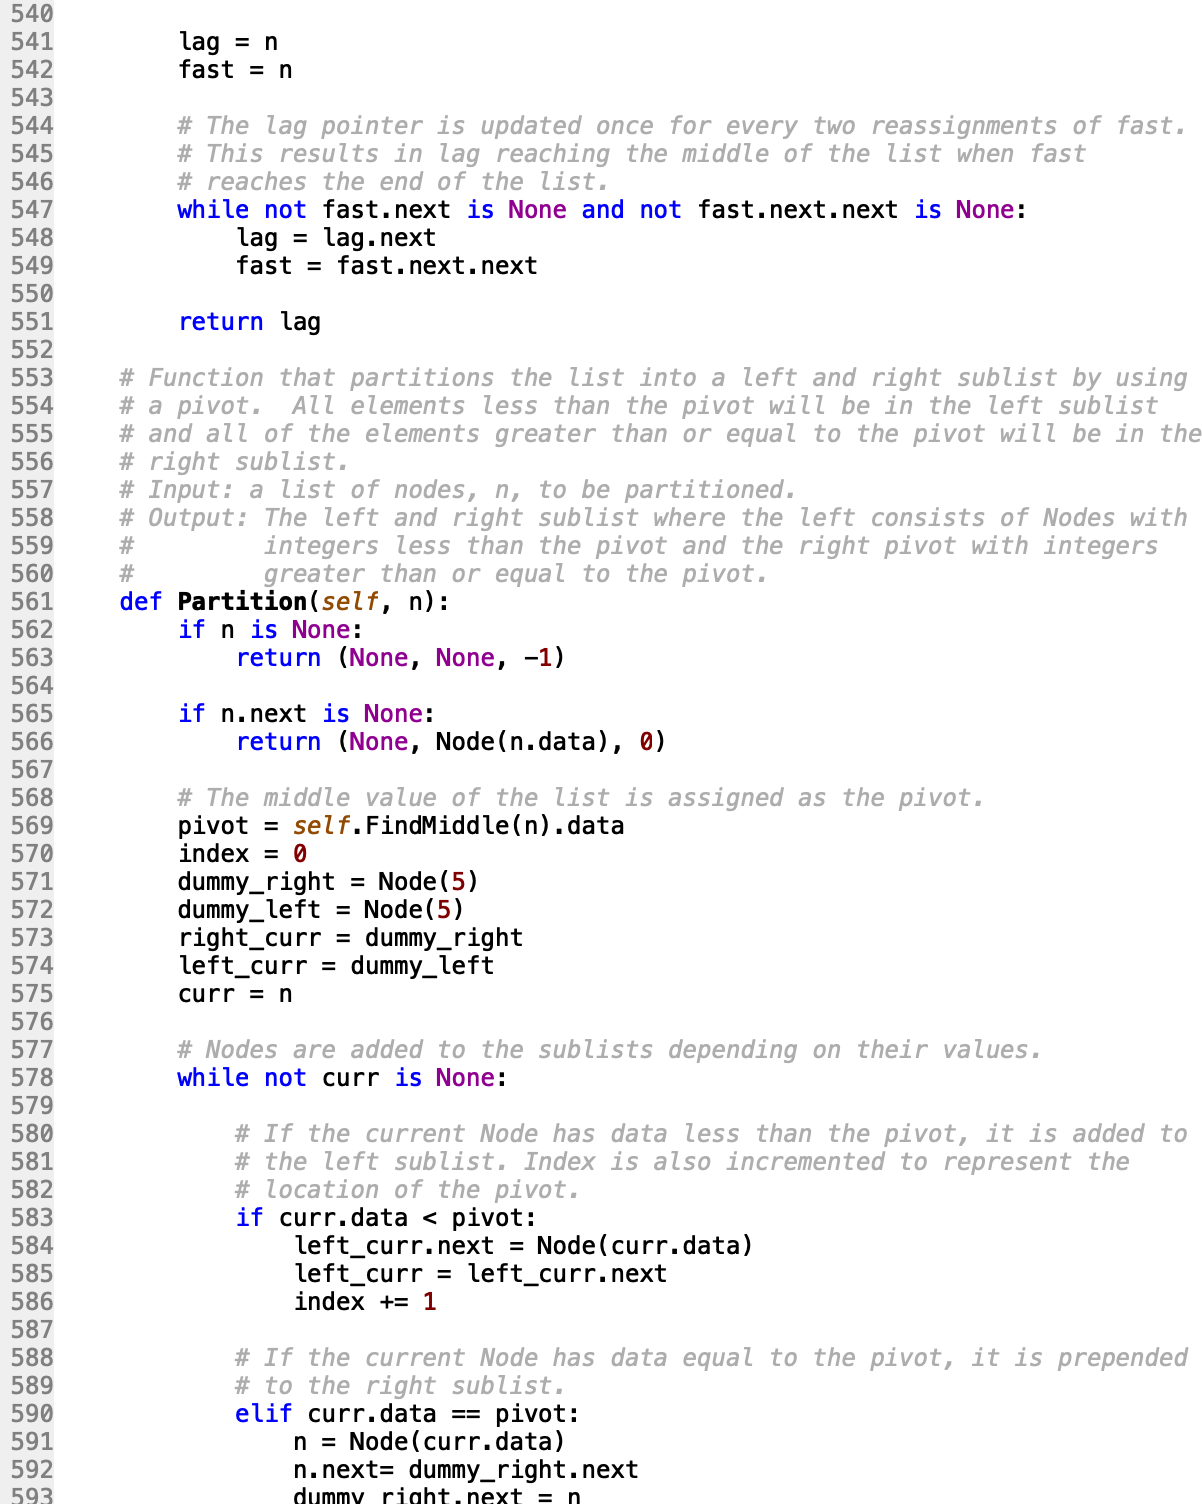 540
541 lag = n
542 fast = n
543
544 # The lag pointer is updated once for every two reassignments of fast.
545 # This results in lag reaching the middle of the list when fast
546 # reaches the end of the list.
547 while not fast.next is None and not fast.next.next is None:
548 lag = lag.next
549 fast = fast.next.next
550
551 return lag
552
553 # Function that partitions the list into a left and right sublist by using
554 # a pivot.  All elements less than the pivot will be in the left sublist
555 # and all of the elements greater than or equal to the pivot will be in the
556 # right sublist.
557 # Input: a list of nodes, n, to be partitioned.
558 # Output: The left and right sublist where the left consists of Nodes with
559 #         integers less than the pivot and the right pivot with integers
560 #         greater than or equal to the pivot.
561 def Partition(self, n):
562 if n is None:
563 return (None, None, -1)
564
565 if n.next is None:
566 return (None, Node(n.data), 0)
567
568 # The middle value of the list is assigned as the pivot.
569 pivot = self.FindMiddle(n).data
570 index = 0
571 dummy_right = Node(5)
572 dummy_left = Node(5)
573 right_curr = dummy_right
574 left_curr = dummy_left
575 curr = n
576
577 # Nodes are added to the sublists depending on their values.
578 while not curr is None:
579
580 # If the current Node has data less than the pivot, it is added to
581 # the left sublist. Index is also incremented to represent the
582 # location of the pivot.
583 if curr.data < pivot:
584 left_curr.next = Node(curr.data)
585 left_curr = left_curr.next
586 index += 1
587
588 # If the current Node has data equal to the pivot, it is prepended
589 # to the right sublist.
590 elif curr.data == pivot:
591 n = Node(curr.data)
592 n.next= dummy_right.next
593 dummy_right.next = n